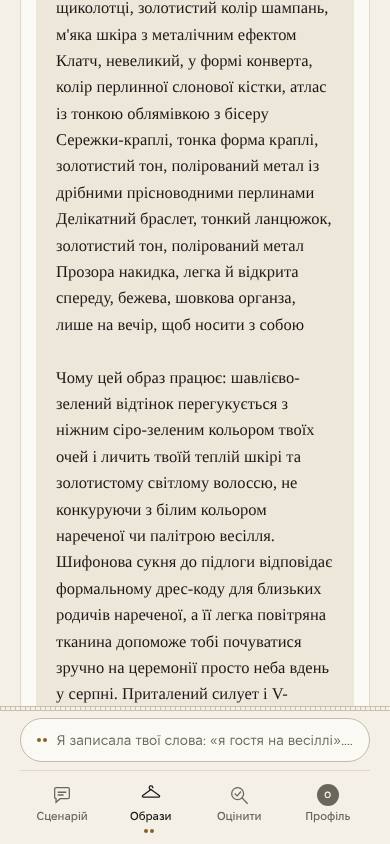 щиколотці, золотистий колір шампань,
м'яка шкіра з металічним ефектом
Клатч, невеликий, у формі конверта,
колір перлинної слонової кістки, атлас
із тонкою облямівкою з бісеру
Сережки-краплі, тонка форма краплі,
золотистий тон, полірований метал із
дрібними прісноводними перлинами
Делікатний браслет, тонкий ланцюжок,
золотистий тон, полірований метал
Прозора накидка, легка й відкрита
спереду, бежева, шовкова органза,
лише на вечір, щоб носити з собою
Чому цей образ працює: шавлієво-
зелений відтінок перегукується з
ніжним сіро-зеленим кольором твоїх
очей і личить твоїй теплій шкірі та
золотистому світлому волоссю, не
конкуруючи з білим кольором
нареченої чи палітрою весілля.
Шифонова сукня до підлоги відповідає
формальному дрес-коду для близьких
родичів нареченої, а її легка повітряна
тканина допоможе тобі почуватися
зручно на церемонії просто неба вдень
у серпні. Приталений силует і V-
Я записала твої слова: «я гостя на весіллі»....
Сценарій
Образи
Оцінити
О
Профіль